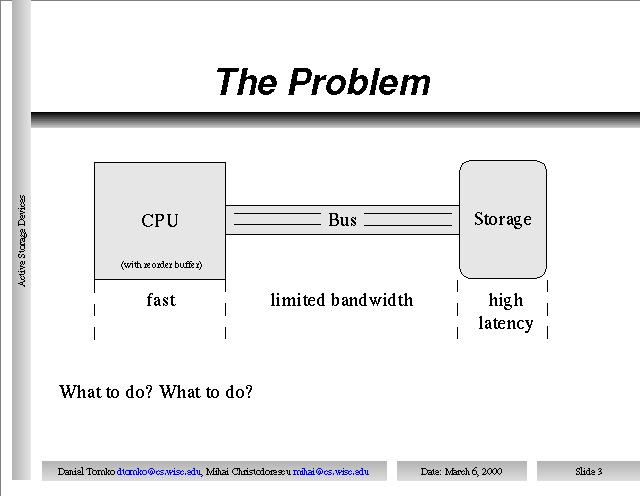 The Problem
Active Storage Devices
CPU
(with reorder buffer)
Bus
Storage
fast
limited bandwidth
high
latency
What to do? What to do?
Daniel Tomko dtomko@cs.wisc.edu, Mihai Christodorescu mihai@cs.wisc.edu
Date: March 6, 2000
Slide 3